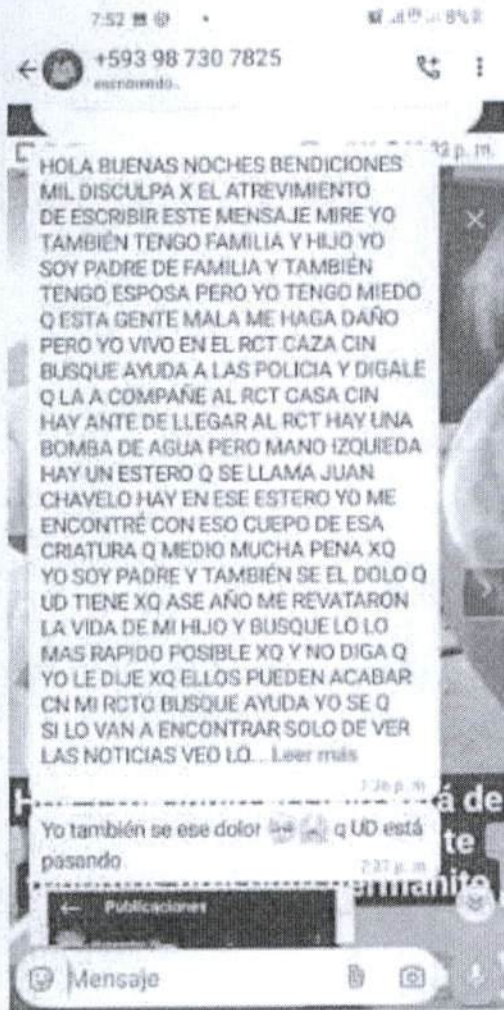 7:52
8%
+593 98 730 7825
escribiendo..
32 p. m.
HOLA BUENAS NOCHES BENDICIONES
MIL DISCULPA X EL ATREVIMIENTO
DE ESCRIBIR ESTE MENSAJE MIRE YO
TAMBIÉN TENGO FAMILIA Y HIJO YO
SOY PADRE DE FAMILIA Y TAMBIÉN
TENGO ESPOSA PERO YO TENGO MIEDO
Q ESTA GENTE MALA ME HAGA DAÑO
PERO YO VIVO EN EL RCT CAZA CIN
BUSQUE AYUDA A LAS POLICIA Y DIGALE
Q LA A COMPAÑE AL RCT CASA CIN
HAY ANTE DE LLEGAR AL RCT HAY UNA
BOMBA DE AGUA PERO MANO IZQUIEDA
HAY UN ESTERO Q SE LLAMA JUAN
CHAVELO HAY EN ESE ESTERO YO ME
ENCONTRÉ CON ESO CUEPO DE ESA
CRIATURA Q MEDIO MUCHA PENA XQ
YO SOY PADRE Y TAMBIÉN SE EL DOLO Q
UD TIENE XQ ASE AÑO ME REVATARON
LA VIDA DE MI HIJO Y BUSQUE LO LO
MAS RAPIDO POSIBLE XQ Y NO DIGA Q
YO LE DIJE XQ ELLOS PUEDEN ACABAR
CN MI RCTO BUSQUE AYUDA YO SE Q
SI LO VAN A ENCONTRAR SOLO DE VER
LAS NOTICIAS VEO LO... Leer más
7:36 p. m.
á de
Yo también se ese dolor q UD está
pasando
7:37 p. m.
te
ermanito
Publicaciones
Mensaje